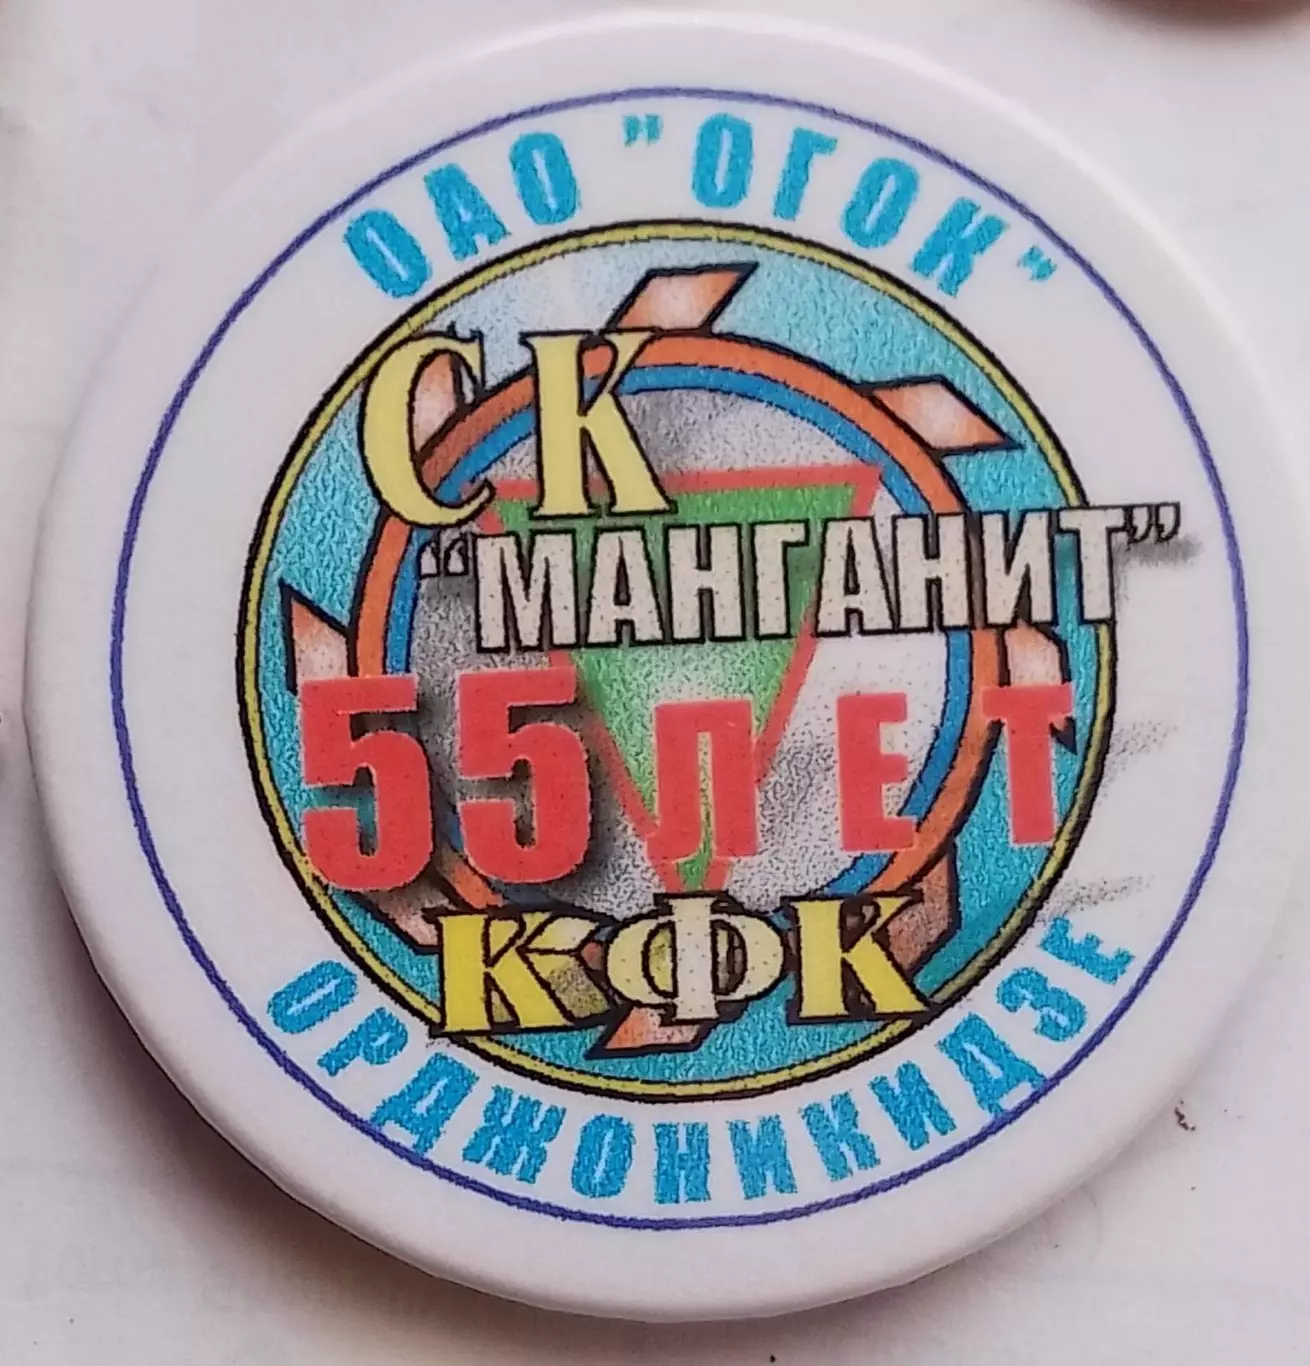 ОАО "ОГОК"
СК
“МАНГАНИТ”
55 ЛЕТ
КФК
ОРДЖОНИКИДЗЕ